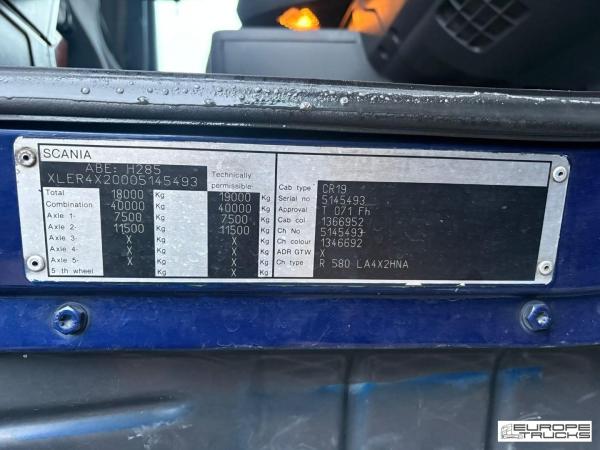 SCANIA
ABE: H285
XLER4X20005145493
Technically permissible:
Total 18000 Kg 19000 Kg
Combination 40000 Kg 40000 Kg
Axle 1- 7500 Kg 7500 Kg
Axle 2- 11500 Kg 11500 Kg
Axle 3- X Kg X Kg
Axle 4- X Kg X Kg
Axle 5- X Kg X Kg
5 th wheel Kg X Kg
Cab type CR19
Serial no 5145493
Approval T 071 Fh
Cab col 1366952
Ch no 5145493
Ch colour 1346692
ADR GTW X
Ch type R 580 LA4X2HNA
EUROPE
TRUCKS